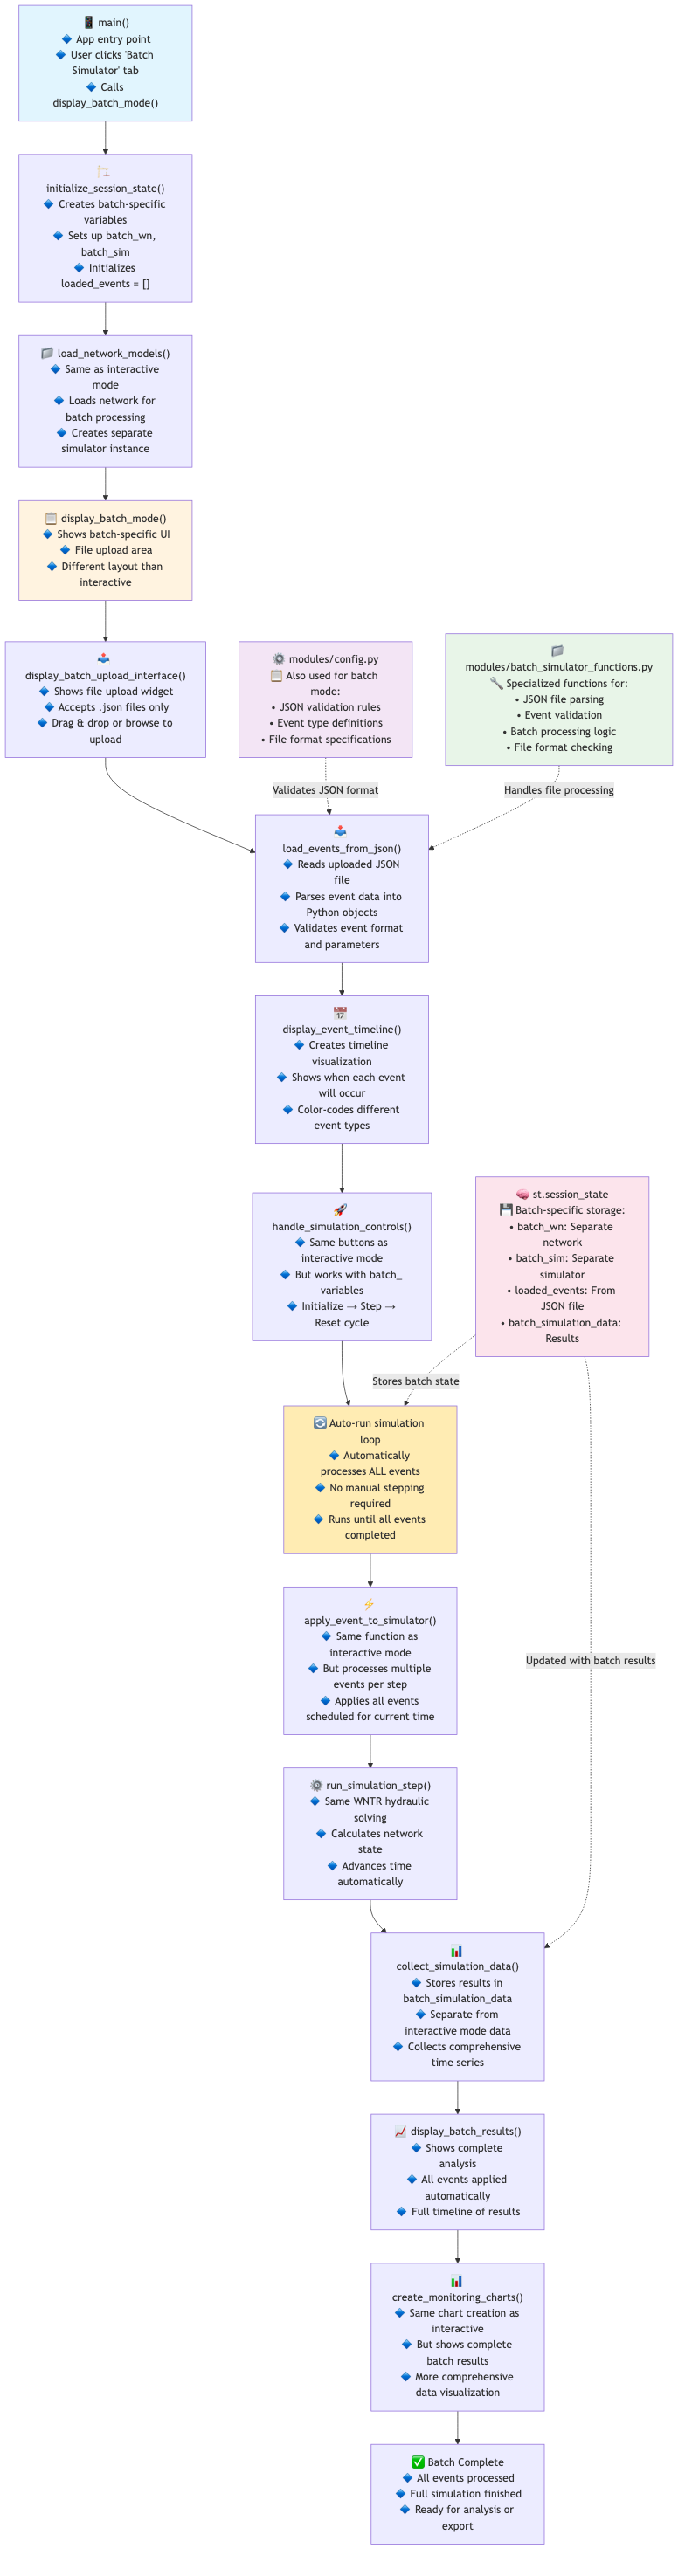 📱 main()
🔹 App entry point
🔹 User clicks 'Batch
Simulator' tab
🔹 Calls
display_batch_mode()
🏗️
initialize_session_state()
🔹 Creates batch-specific
variables
🔹 Sets up batch_wn,
batch_sim
🔹 Initializes
loaded_events = []
📁 load_network_models()
🔹 Same as interactive
mode
🔹 Loads network for
batch processing
🔹 Creates separate
simulator instance
📋 display_batch_mode()
🔹 Shows batch-specific UI
🔹 File upload area
🔹 Different layout than
interactive
📤
display_batch_upload_interface()
🔹 Shows file upload widget
🔹 Accepts .json files only
🔹 Drag & drop or browse to
upload
⚙️ modules/config.py
📋 Also used for batch
mode:
• JSON validation rules
• Event type definitions
• File format specifications
📁
modules/batch_simulator_functions.py
🔧 Specialized functions for:
• JSON file parsing
• Event validation
• Batch processing logic
• File format checking
Validates JSON format
Handles file processing
📤
load_events_from_json()
🔹 Reads uploaded JSON
file
🔹 Parses event data into
Python objects
🔹 Validates event format
and parameters
📅
display_event_timeline()
🔹 Creates timeline
visualization
🔹 Shows when each event
will occur
🔹 Color-codes different
event types
🚀
handle_simulation_controls()
🔹 Same buttons as
interactive mode
🔹 But works with batch_
variables
🔹 Initialize → Step →
Reset cycle
🧠 st.session_state
💾 Batch-specific storage:
• batch_wn: Separate
network
• batch_sim: Separate
simulator
• loaded_events: From
JSON file
• batch_simulation_data:
Results
Stores batch state
🔄 Auto-run simulation
loop
🔹 Automatically
processes ALL events
🔹 No manual stepping
required
🔹 Runs until all events
completed
⚡
apply_event_to_simulator()
🔹 Same function as
interactive mode
🔹 But processes multiple
events per step
🔹 Applies all events
scheduled for current time
Updated with batch results
⚙️ run_simulation_step()
🔹 Same WNTR hydraulic
solving
🔹 Calculates network
state
🔹 Advances time
automatically
📊
collect_simulation_data()
🔹 Stores results in
batch_simulation_data
🔹 Separate from
interactive mode data
🔹 Collects comprehensive
time series
📈 display_batch_results()
🔹 Shows complete
analysis
🔹 All events applied
automatically
🔹 Full timeline of results
📊
create_monitoring_charts()
🔹 Same chart creation as
interactive
🔹 But shows complete
batch results
🔹 More comprehensive
data visualization
✅ Batch Complete
🔹 All events processed
🔹 Full simulation finished
🔹 Ready for analysis or
export